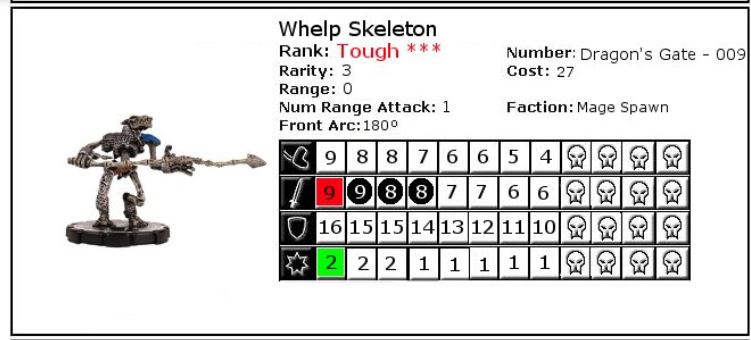 Whelp Skeleton
Rank: Tough ***
Number: Dragon's Gate - 009
Rarity: 3
Cost: 27
Range: 0
Num Range Attack: 1
Faction: Mage Spawn
Front Arc:180º
9 8 8 7 6 6 5 4
9 9 8 8 7 7 6 6
16 15 15 14 13 12 11 10
2 2 2 1 1 1 1 1